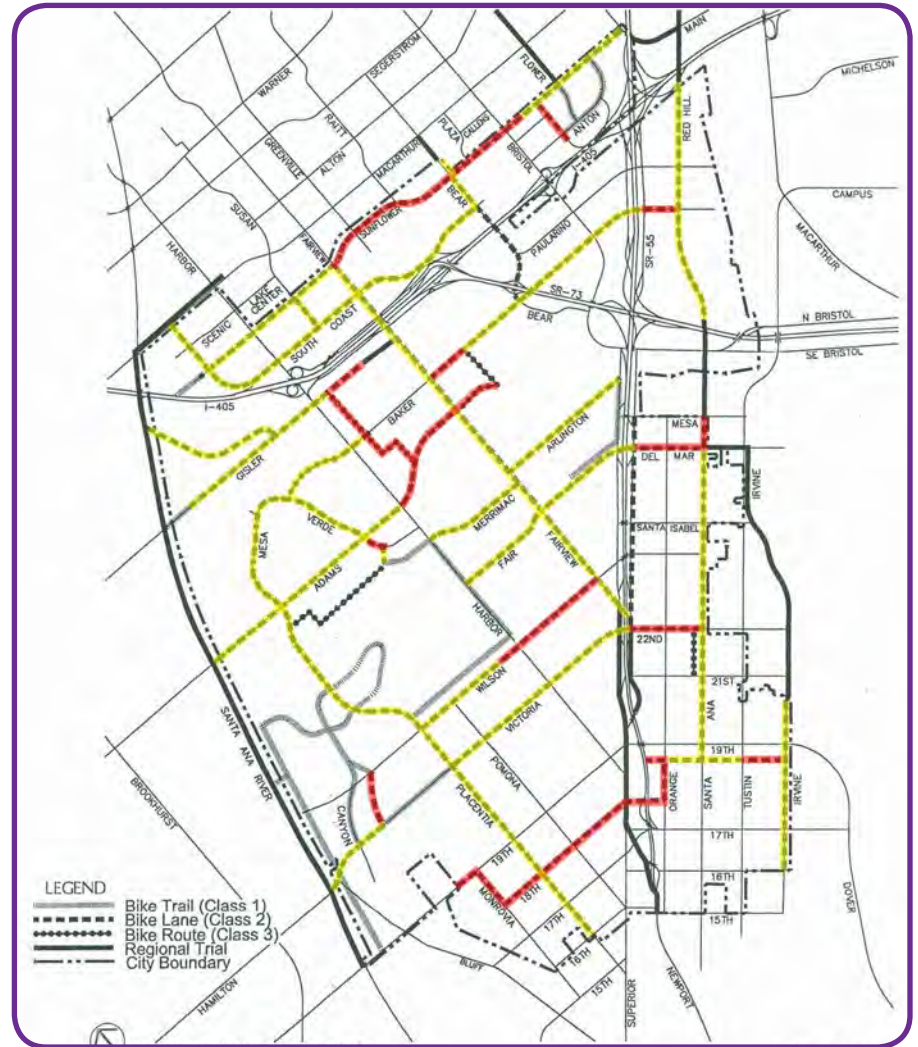 MAIN
FLOWER
SEGERSTROM
MICHELSON
WARNER
RED HILL
RAITT
PLAZA
CALLENS
ANTON
ALTON
GREENVILLE
MACARTHUR
BRISTOL
I-405
CAMPUS
SUSAN
BEAR
SUNFLOWER
FAIRVIEW
PAULARINO
SR-55
MACARTHUR
HARBOR
LAKE
CENTER
SR-73
SCENIC
SOUTH
COAST
BEAR
N BRISTOL
SE BRISTOL
I-405
BAKER
ARLINGTON
MESA
GISLER
DEL MAR
IRVINE
VERDE
MERRIMAC
SANTA ISABEL
MESA
FAIR
FAIRVIEW
ADAMS
HARBOR
22ND
WILSON
21ST
VICTORIA
ANA
SANTA ANA RIVER
19TH
POMONA
ORANGE
SANTA
TUSTIN
IRVINE
BROOKHURST
PLACENTIA
CANYON
17TH
19TH
18TH
16TH
DOVER
MONROVIA
17TH
15TH
LEGEND
Bike Trail (Class 1)
Bike Lane (Class 2)
Bike Route (Class 3)
Regional Trial
City Boundary
16TH
BLUFF
15TH
HAMILTON
SUPERIOR
NEWPORT